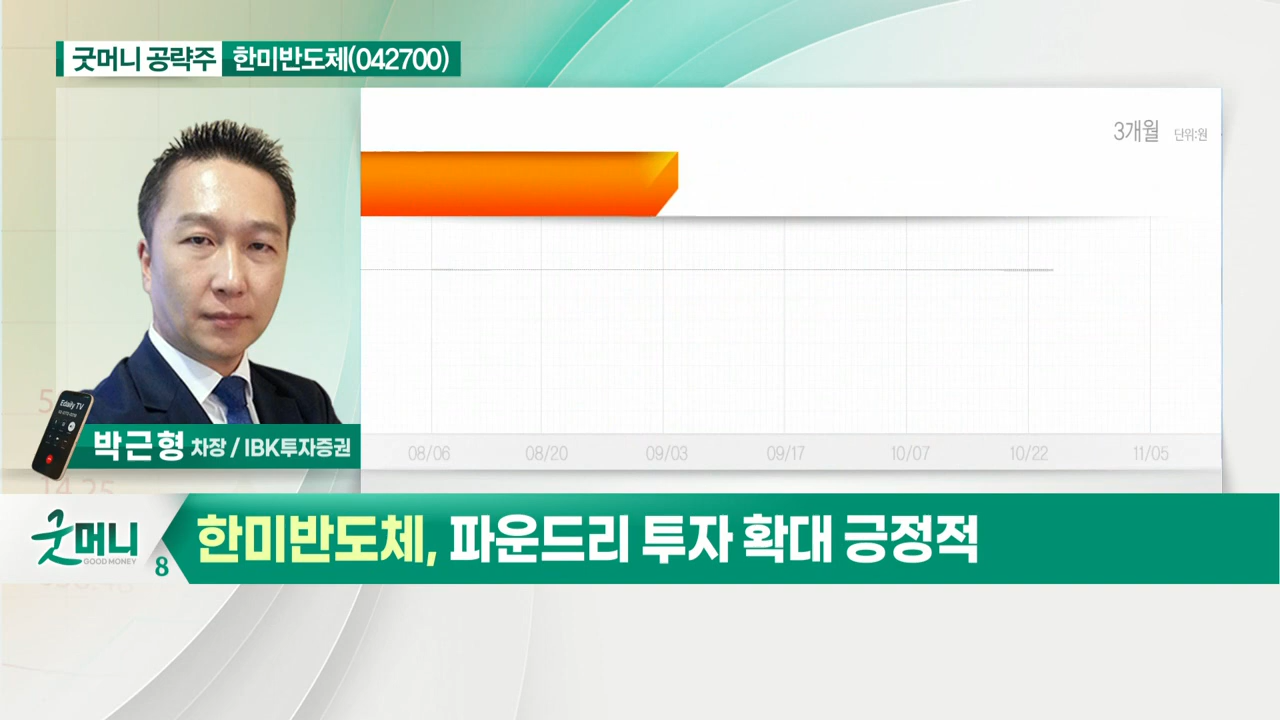 굿머니 공략주 한미반도체(042700)
3개월 단위:원
Edaily TV
박근형 차장 / IBK투자증권
08/06 08/20 09/03 09/17 10/07 10/22 11/05
굿머니
GOOD MONEY
8
한미반도체, 파운드리 투자 확대 긍정적